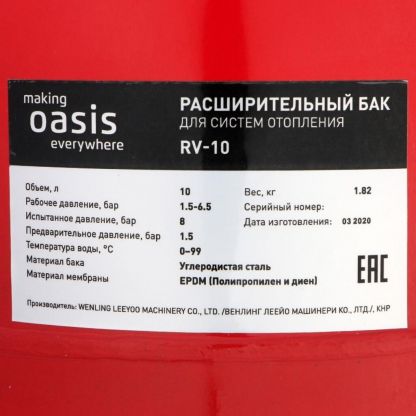 making
oasis
everywhere
РАСШИРИТЕЛЬНЫЙ БАК
ДЛЯ СИСТЕМ ОТОПЛЕНИЯ
RV-10
Объем, л 10 Вес, кг 1.82
Рабочее давление, бар 1.5-6.5 Серийный номер:
Испытанное давление, бар 8 Дата изготовления: 03 2020
Предварительное давление, бар 1.5
Температура воды, °C 0–99
Материал бака Углеродистая сталь
Материал мембраны EPDM (Полипропилен и диен) ЕАС
Производитель: WENLING LEEYOO MACHINERY CO., LTD. /ВЕНЛИНГ ЛЕЕЙО МАШИНЕРИ КО., ЛТД./, КНР